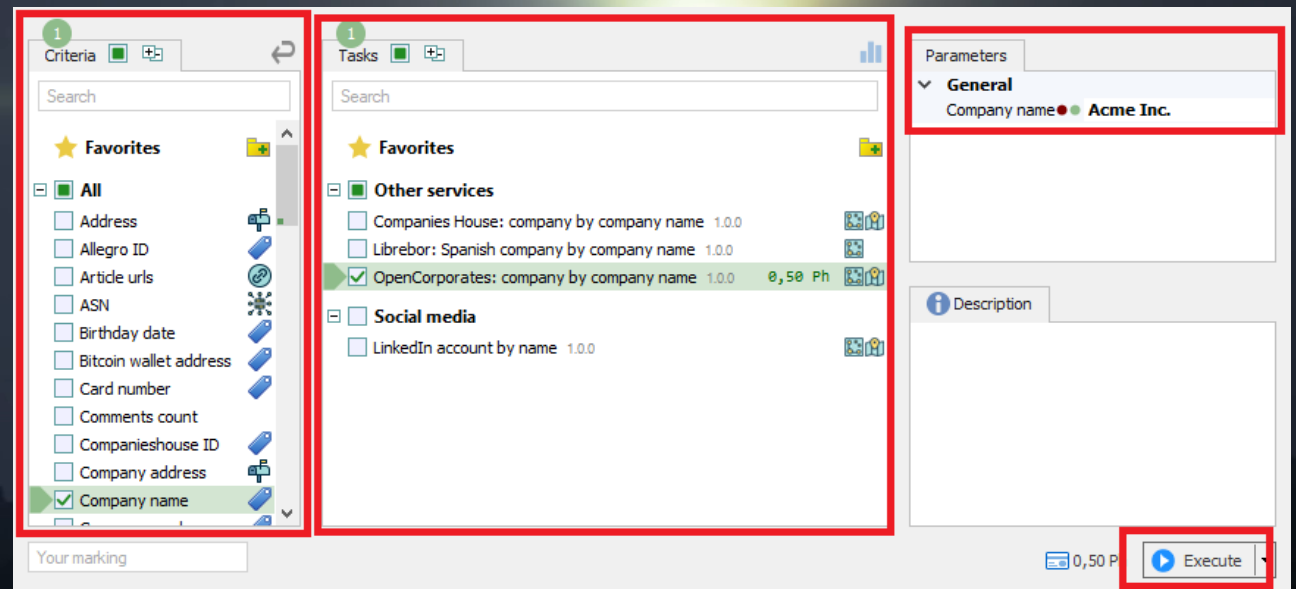 1
Criteria
Search
Favorites
All
Address
Allegro ID
Article urls
ASN
Birthday date
Bitcoin wallet address
Card number
Comments count
Companieshouse ID
Company address
Company name
Your marking
1
Tasks
Search
Favorites
Other services
Companies House: company by company name 1.0.0
Librebor: Spanish company by company name 1.0.0
OpenCorporates: company by company name 1.0.0 0,50 Ph
Social media
LinkedIn account by name 1.0.0
Parameters
General
Company name Acme Inc.
Description
0,50 P
Execute